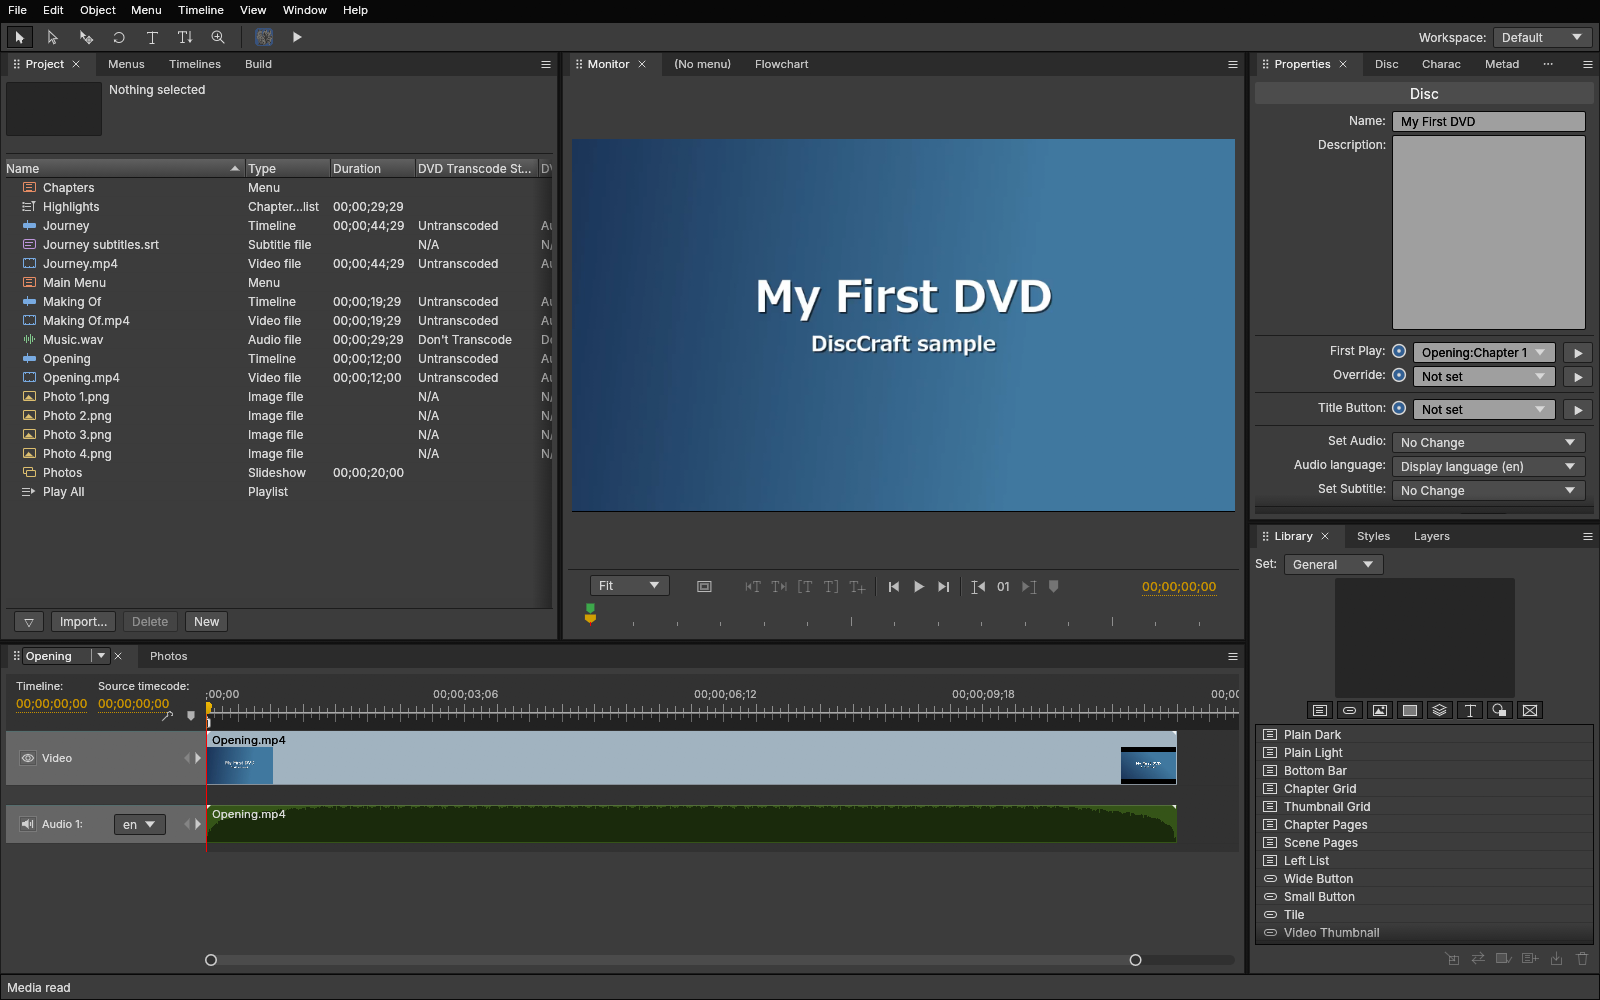 File Edit Object Menu Timeline View Window Help
Workspace: Default
Project Menus Timelines Build
Nothing selected
Name Type Duration DVD Transcode St...
Chapters Menu
Highlights Chapter...list 00;00;29;29
Journey Timeline 00;00;44;29 Untranscoded
Journey subtitles.srt Subtitle file N/A
Journey.mp4 Video file 00;00;44;29 Untranscoded
Main Menu Menu
Making Of Timeline 00;00;19;29 Untranscoded
Making Of.mp4 Video file 00;00;19;29 Untranscoded
Music.wav Audio file 00;00;29;29 Don't Transcode
Opening Timeline 00;00;12;00 Untranscoded
Opening.mp4 Video file 00;00;12;00 Untranscoded
Photo 1.png Image file N/A
Photo 2.png Image file N/A
Photo 3.png Image file N/A
Photo 4.png Image file N/A
Photos Slideshow 00;00;20;00
Play All Playlist
Import... Delete New
Monitor (No menu) Flowchart
My First DVD
DiscCraft sample
Fit 01 00;00;00;00
Properties Disc Charac Metad ...
Disc
Name: My First DVD
Description:
First Play: Opening:Chapter 1
Override: Not set
Title Button: Not set
Set Audio: No Change
Audio language: Display language (en)
Set Subtitle: No Change
Library Styles Layers
Set: General
Plain Dark
Plain Light
Bottom Bar
Chapter Grid
Thumbnail Grid
Chapter Pages
Scene Pages
Left List
Wide Button
Small Button
Tile
Video Thumbnail
Opening Photos
Timeline: Source timecode:
00;00;00;00 00;00;00;00
;00;00 00;00;03;06 00;00;06;12 00;00;09;18 00;00
Video Opening.mp4
My First DVD
Audio 1: en Opening.mp4
Media read